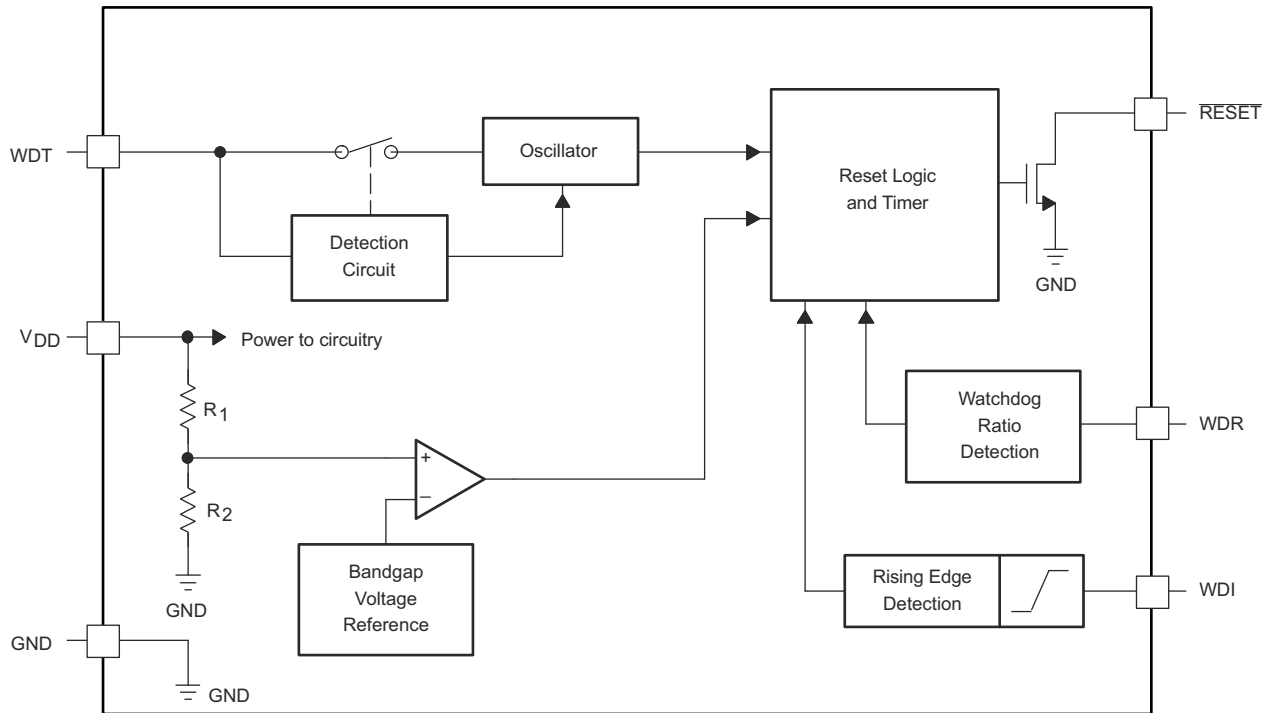 WDT
Oscillator
Detection
Circuit
Reset Logic
and Timer
RESET
GND
VDD
Power to circuitry
R1
R2
GND
+
−
Bandgap
Voltage
Reference
Watchdog
Ratio
Detection
WDR
Rising Edge
Detection
WDI
GND
GND